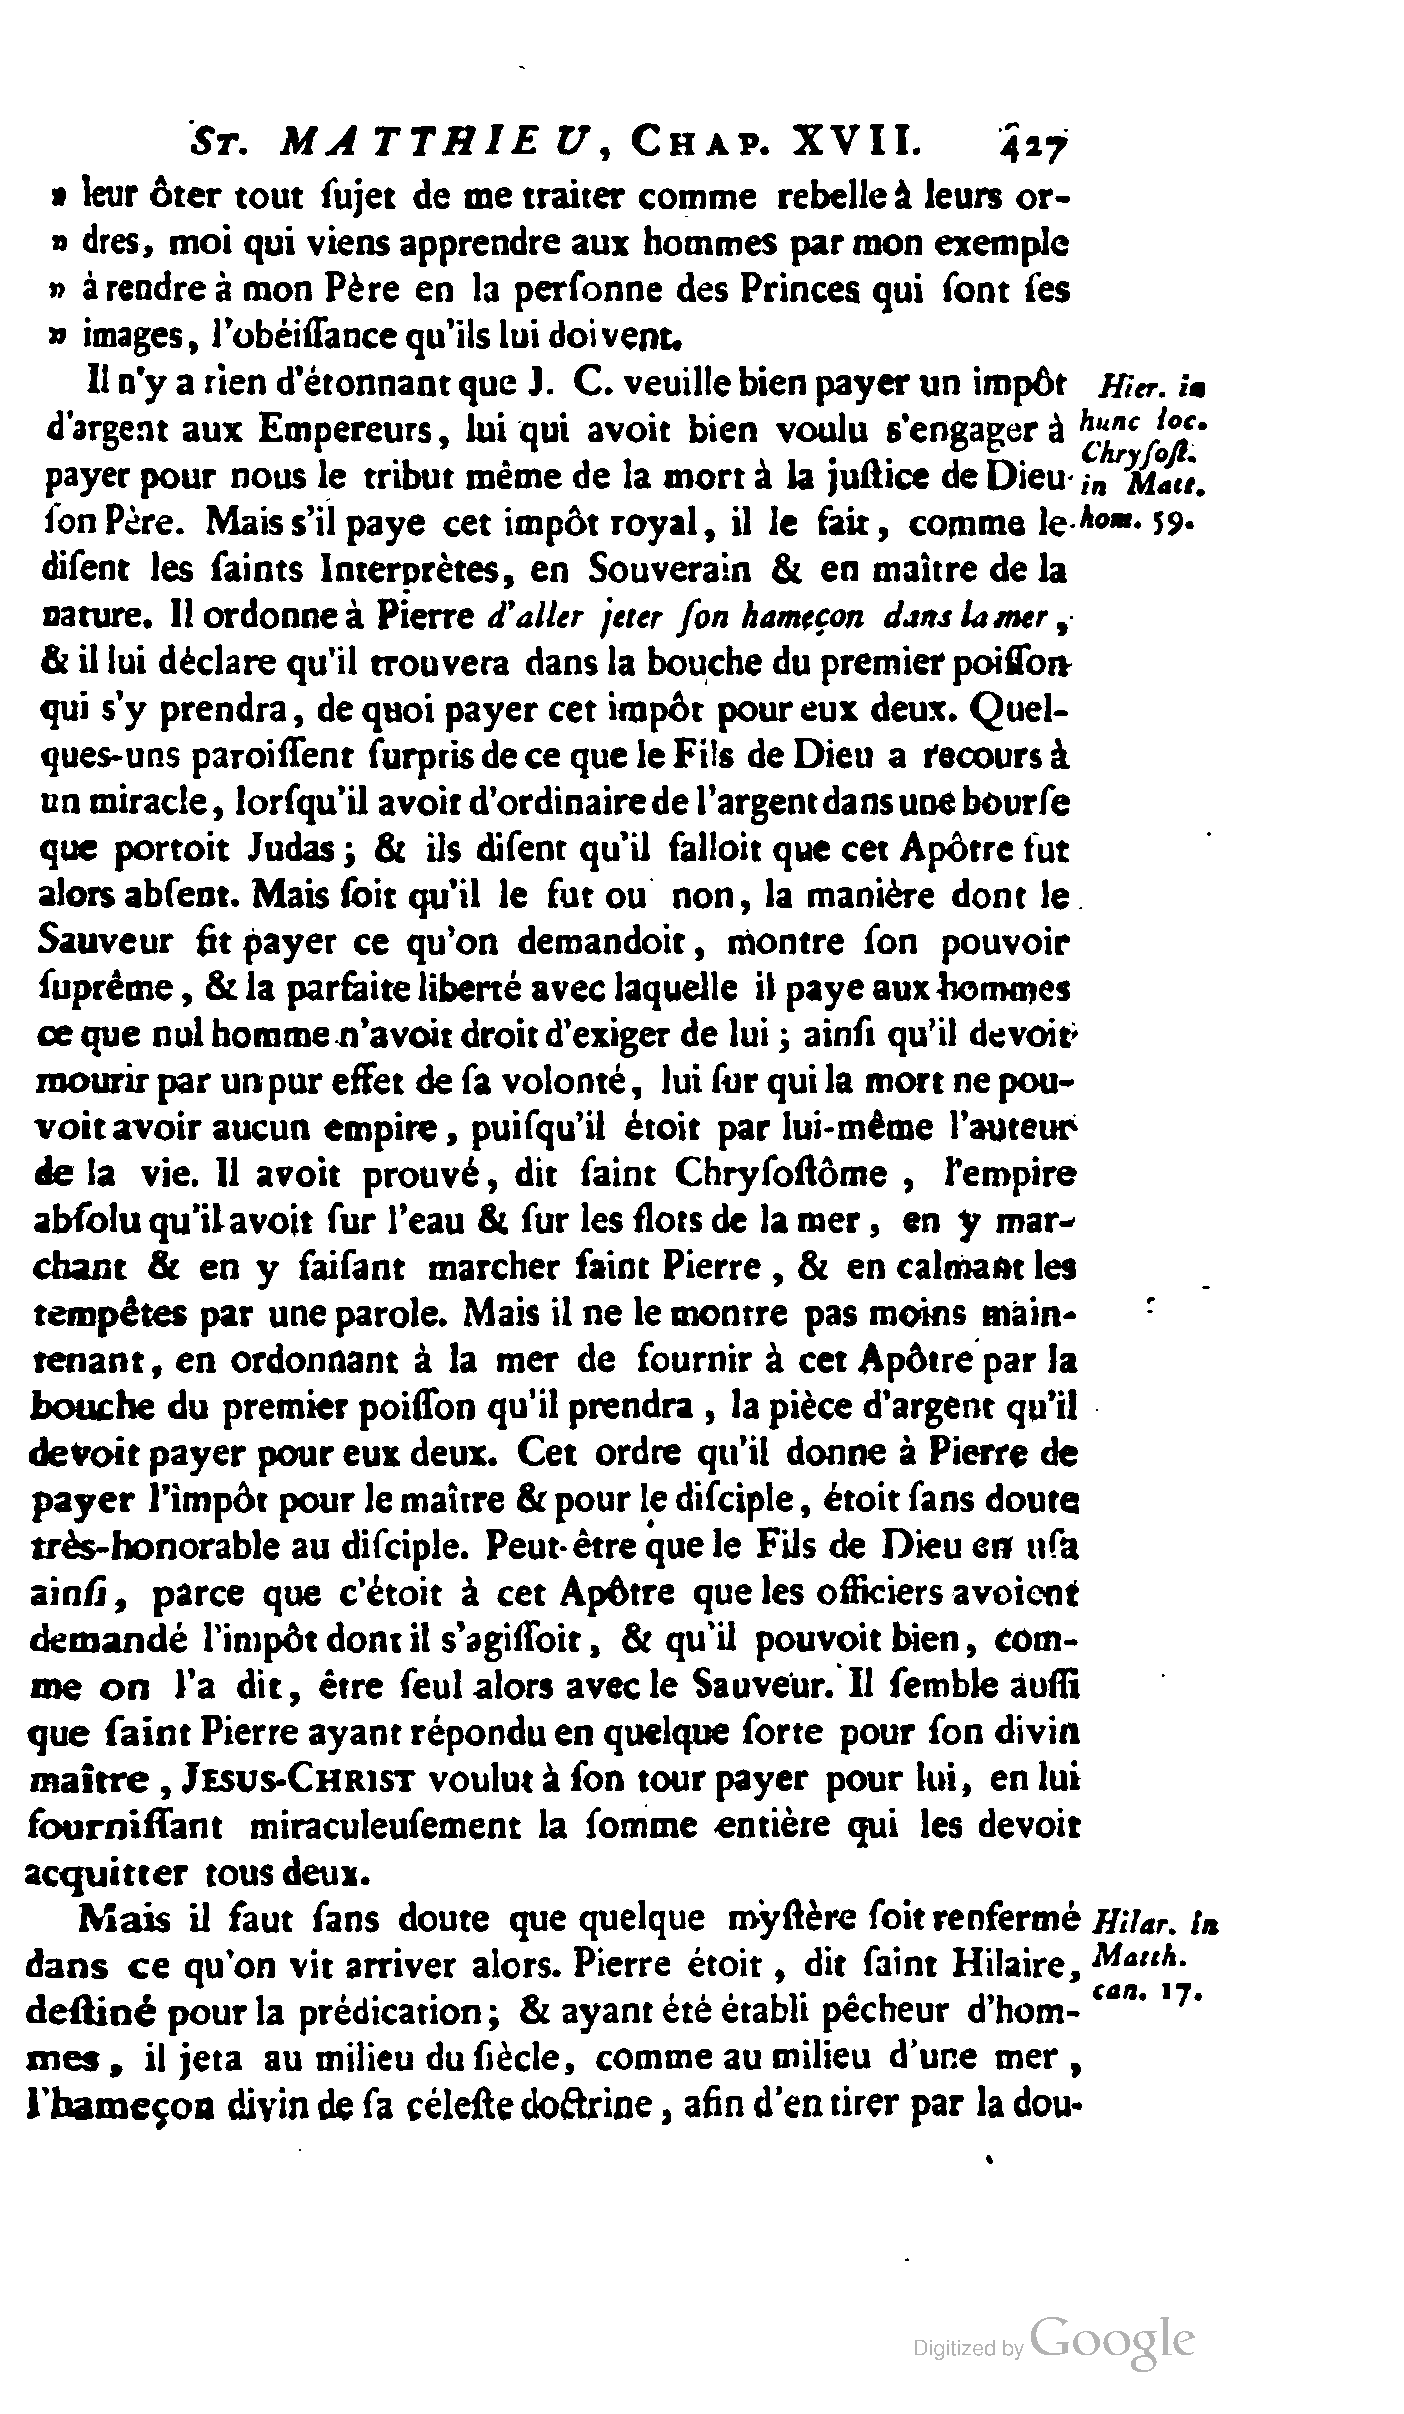 St. MATTHIEU, CHAP. XVII. 427
» leur ôter tout ſujet de me traiter comme rebelle à leurs or-
» dres, moi qui viens apprendre aux hommes par mon exemple
» à rendre à mon Père en la perſonne des Princes qui ſont ſes
» images, l'obéiſſance qu'ils lui doivent.
Il n'y a rien d'étonnant que J. C. veuille bien payer un impôt
Hier. in
d'argent aux Empereurs, lui qui avoit bien voulu s'engager à
hunc loc.
Chryſoſt.
payer pour nous le tribut même de la mort à la juſtice de Dieu
in Matt.
ſon Père. Mais s'il paye cet impôt royal, il le fait, comme le
hom. 59.
diſent les ſaints Interprètes, en Souverain & en maître de la
nature. Il ordonne à Pierre d'aller jeter ſon hameçon dans la mer,
& il lui déclare qu'il trouvera dans la bouche du premier poiſſon
qui s'y prendra, de quoi payer cet impôt pour eux deux. Quel-
ques-uns paroiſſent ſurpris de ce que le Fils de Dieu a recours à
un miracle, lorſqu'il avoit d'ordinaire de l'argent dans une bourſe
que portoit Judas; & ils diſent qu'il falloit que cet Apôtre fut
alors abſent. Mais ſoit qu'il le fut ou non, la manière dont le
Sauveur fit payer ce qu'on demandoit, montre ſon pouvoir
ſuprême, & la parfaite liberté avec laquelle il paye aux hommes
ce que nul homme n'avoit droit d'exiger de lui; ainſi qu'il devoit
mourir par un pur effet de ſa volonté, lui ſur qui la mort ne pou-
voit avoir aucun empire, puiſqu'il étoit par lui-même l'auteur
de la vie. Il avoit prouvé, dit ſaint Chryſoſtôme, l'empire
abſolu qu'il avoit ſur l'eau & ſur les flots de la mer, en y mar-
chant & en y faiſant marcher ſaint Pierre, & en calmant les
tempêtes par une parole. Mais il ne le montre pas moins main-
tenant, en ordonnant à la mer de fournir à cet Apôtre par la
bouche du premier poiſſon qu'il prendra, la pièce d'argent qu'il
devoit payer pour eux deux. Cet ordre qu'il donne à Pierre de
payer l'impôt pour le maître & pour le diſciple, étoit ſans doute
très-honorable au diſciple. Peut-être que le Fils de Dieu en uſa
ainſi, parce que c'étoit à cet Apôtre que les officiers avoient
demandé l'impôt dont il s'agiſſoit, & qu'il pouvoit bien, com-
me on l'a dit, être ſeul alors avec le Sauveur. Il ſemble auſſi
que ſaint Pierre ayant répondu en quelque ſorte pour ſon divin
maître, JESUS-CHRIST voulut à ſon tour payer pour lui, en lui
fourniſſant miraculeuſement la ſomme entière qui les devoit
acquitter tous deux.
Mais il faut ſans doute que quelque myſtère ſoit renfermé
Hilar. in
dans ce qu'on vit arriver alors. Pierre étoit, dit ſaint Hilaire,
Matth.
deſtiné pour la prédication; & ayant été établi pêcheur d'hom-
can. 17.
mes, il jeta au milieu du ſiècle, comme au milieu d'une mer,
l'hameçon divin de ſa céleſte doctrine, afin d'en tirer par la dou-
Digitized by Google